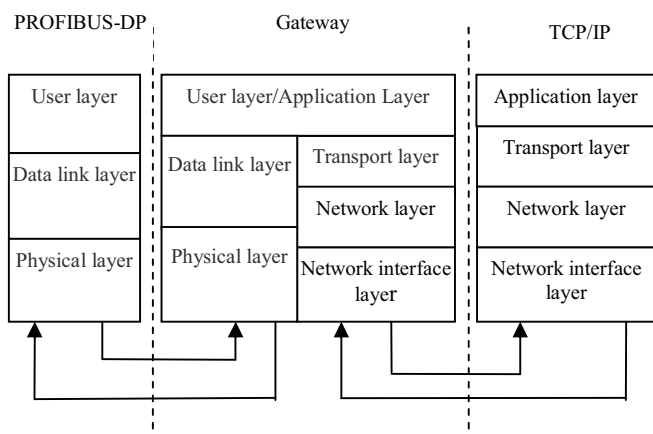 PROFIBUS-DP
Gateway
TCP/IP
User layer
Data link layer
Physical layer
User layer/Application Layer
Data link layer
Physical layer
Transport layer
Network layer
Network interface
layer
Application layer
Transport layer
Network layer
Network interface
layer